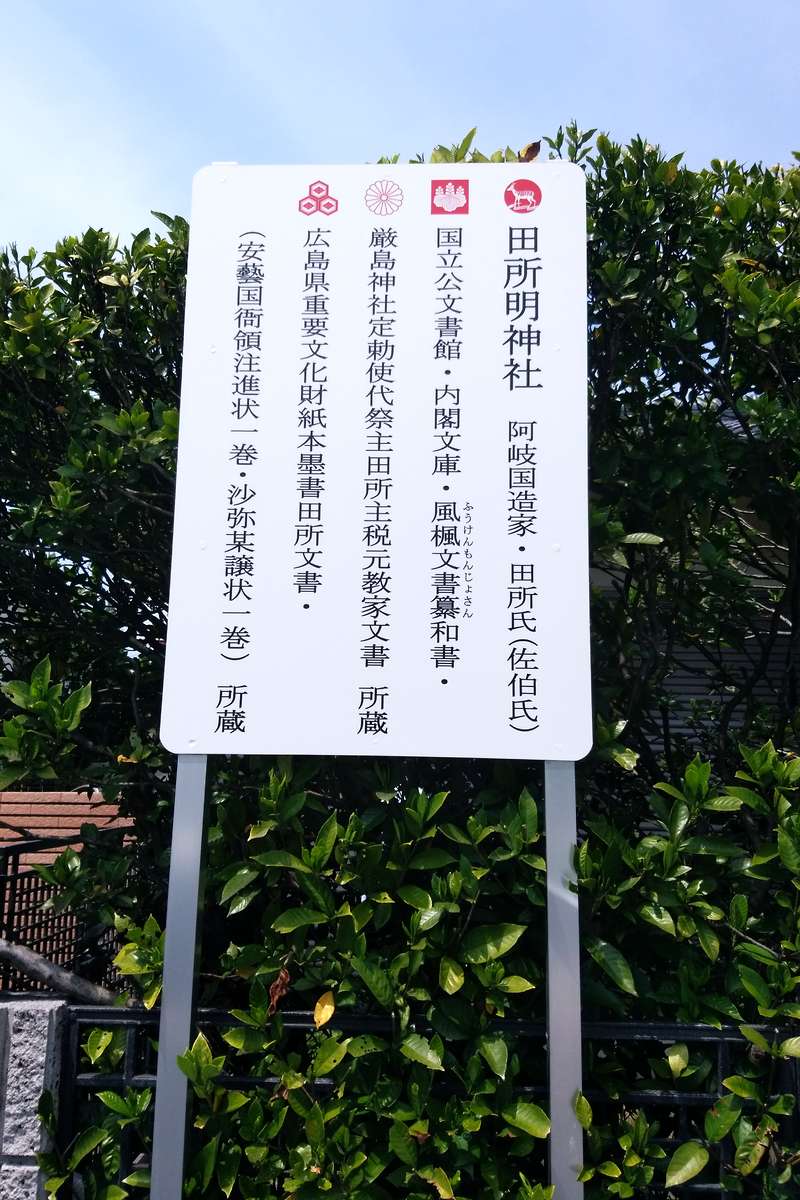 田所明神社 阿岐国造家・田所氏(佐伯氏)
国立公文書館・内閣文庫・風楓文書纂和書・
ふうけんもんじょさん
厳島神社定勅使代祭主田所主税元教家文書 所蔵
広島県重要文化財紙本墨書田所文書・
(安藝国衙領注進状一巻・沙弥某譲状一巻) 所蔵